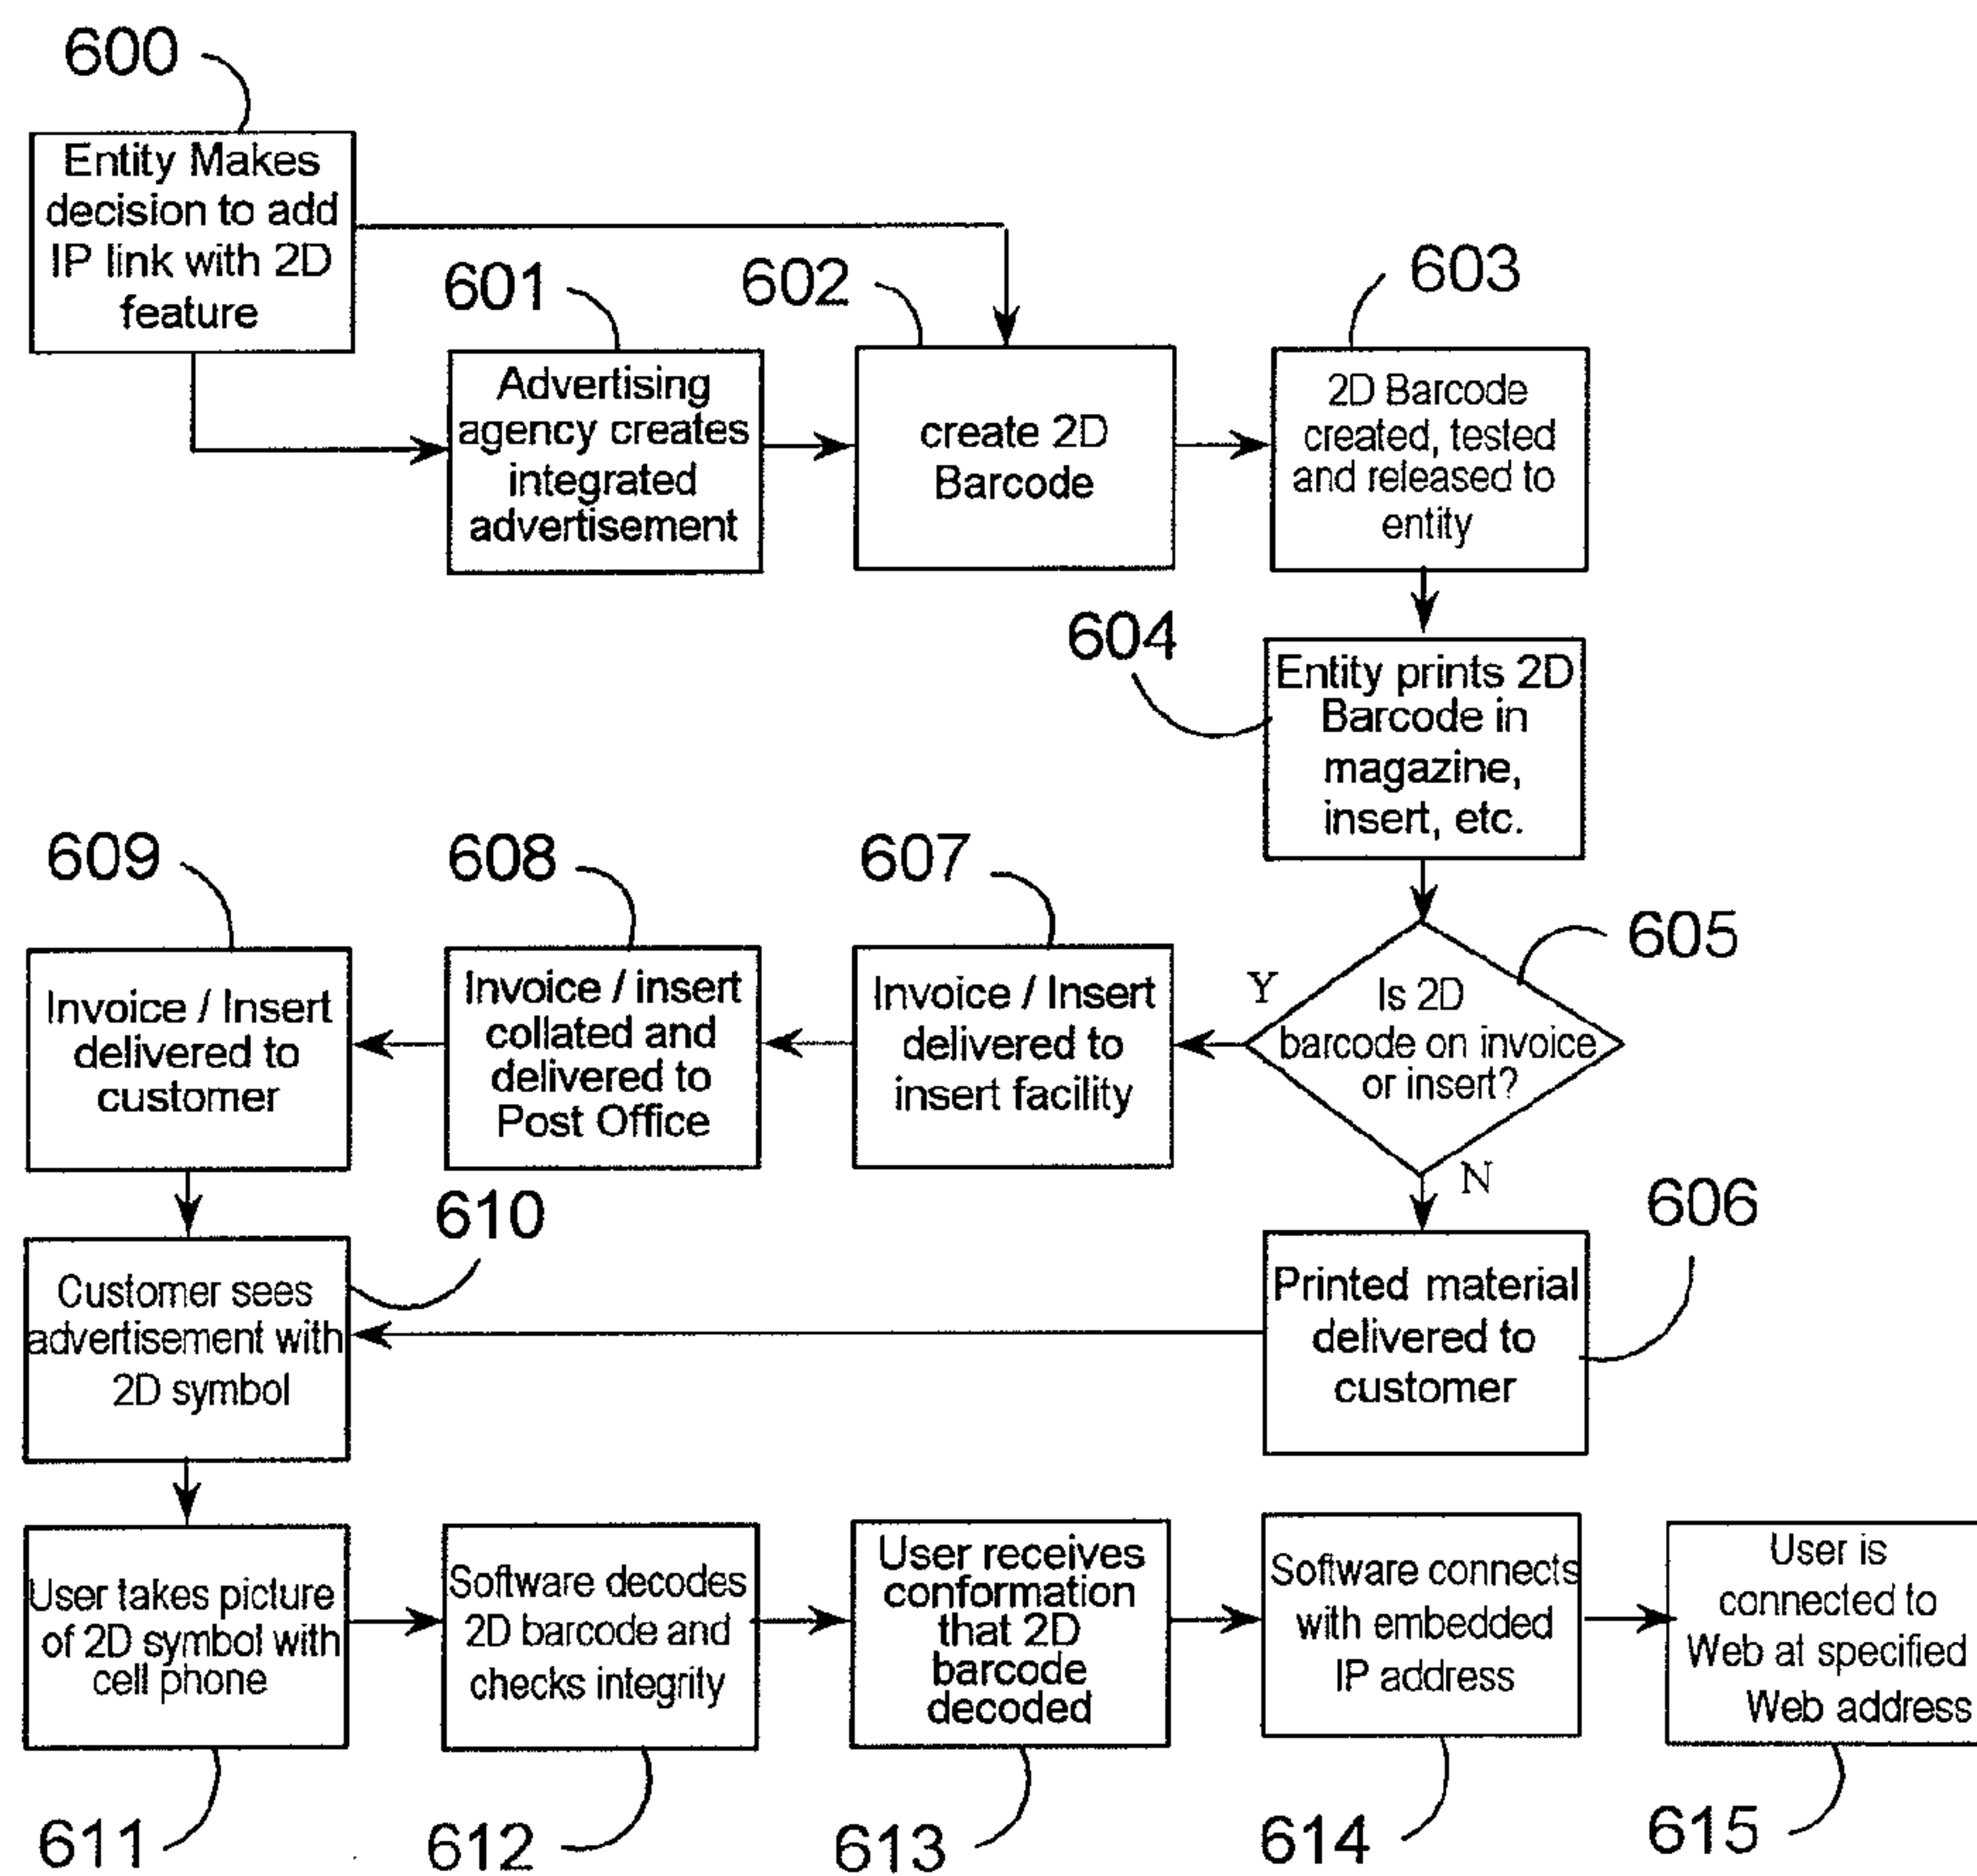 600
Entity Makes
decision to add
IP link with 2D
feature
601
Advertising
agency creates
integrated
advertisement
602
create 2D
Barcode
603
2D Barcode
created, tested
and released to
entity
604
Entity prints 2D
Barcode in
magazine,
insert, etc.
605
Is 2D
barcode on invoice
or insert?
Y
N
606
Printed material
delivered to
customer
607
Invoice / Insert
delivered to
insert facility
608
Invoice / insert
collated and
delivered to
Post Office
609
Invoice / Insert
delivered to
customer
610
Customer sees
advertisement with
2D symbol
User takes picture
of 2D symbol with
cell phone
611
Software decodes
2D barcode and
checks integrity
612
User receives
conformation
that 2D
barcode
decoded
613
Software connects
with embedded
IP address
614
User is
connected to
Web at specified
Web address
615